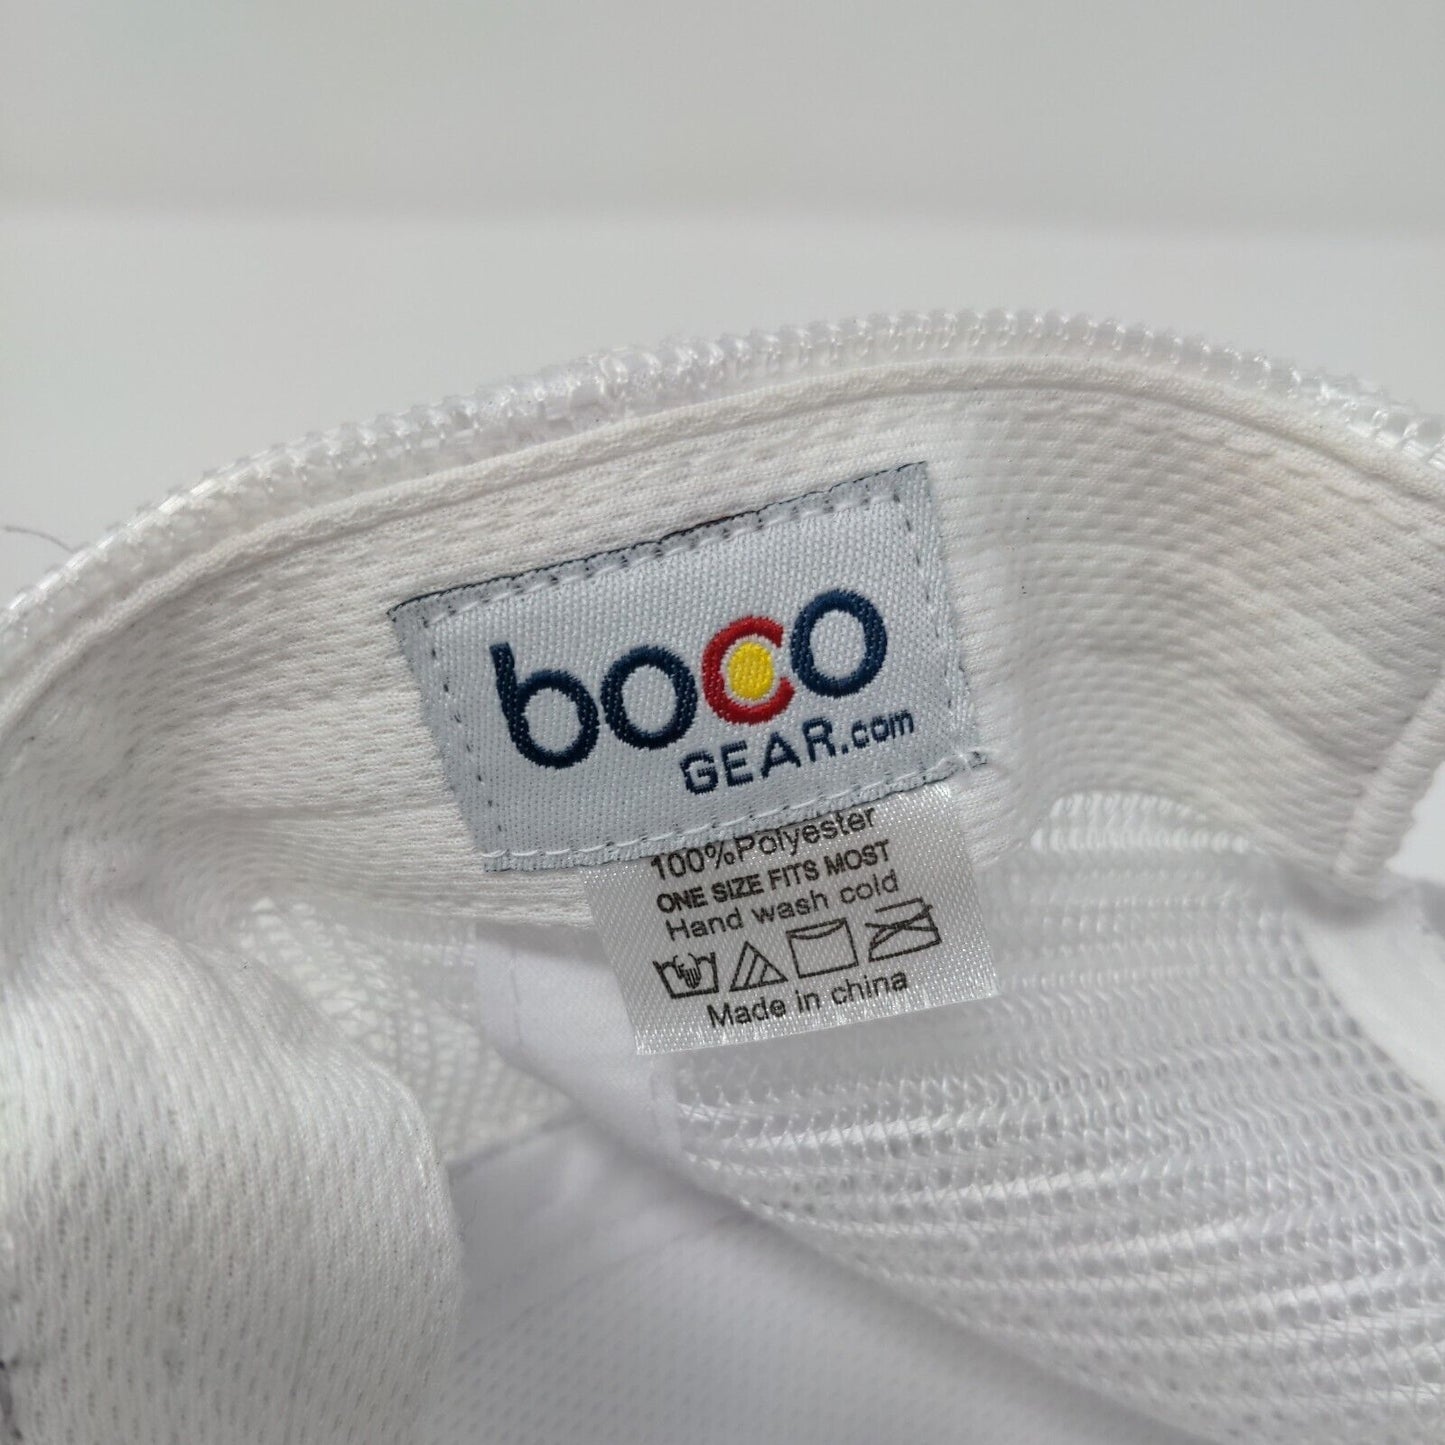 boco
GEAR.com
100%Polyester
ONE SIZE FITS MOST
Hand wash cold
Made in china